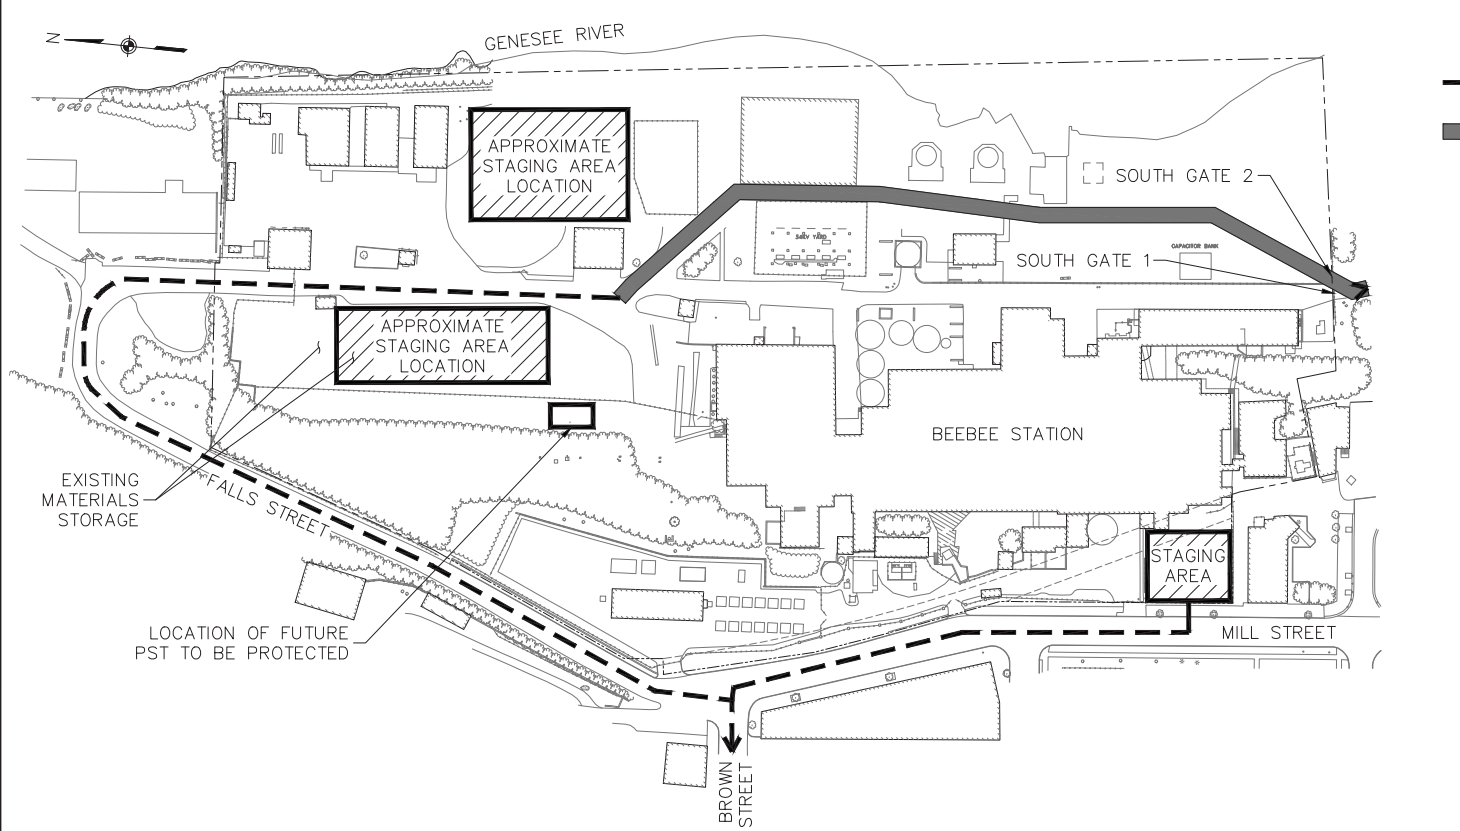 N
GENESEE RIVER
APPROXIMATE
STAGING AREA
LOCATION
SOUTH GATE 2
34KV YARD
CAPACITOR BANK
SOUTH GATE 1
APPROXIMATE
STAGING AREA
LOCATION
BEEBEE STATION
EXISTING
MATERIALS
STORAGE
FALLS STREET
STAGING
AREA
LOCATION OF FUTURE
PST TO BE PROTECTED
MILL STREET
BROWN
STREET